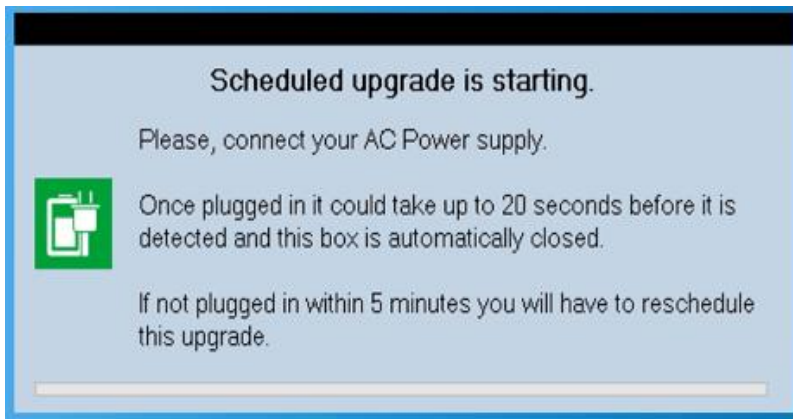 Scheduled upgrade is starting.
Please, connect your AC Power supply.
Once plugged in it could take up to 20 seconds before it is
detected and this box is automatically closed.
If not plugged in within 5 minutes you will have to reschedule
this upgrade.